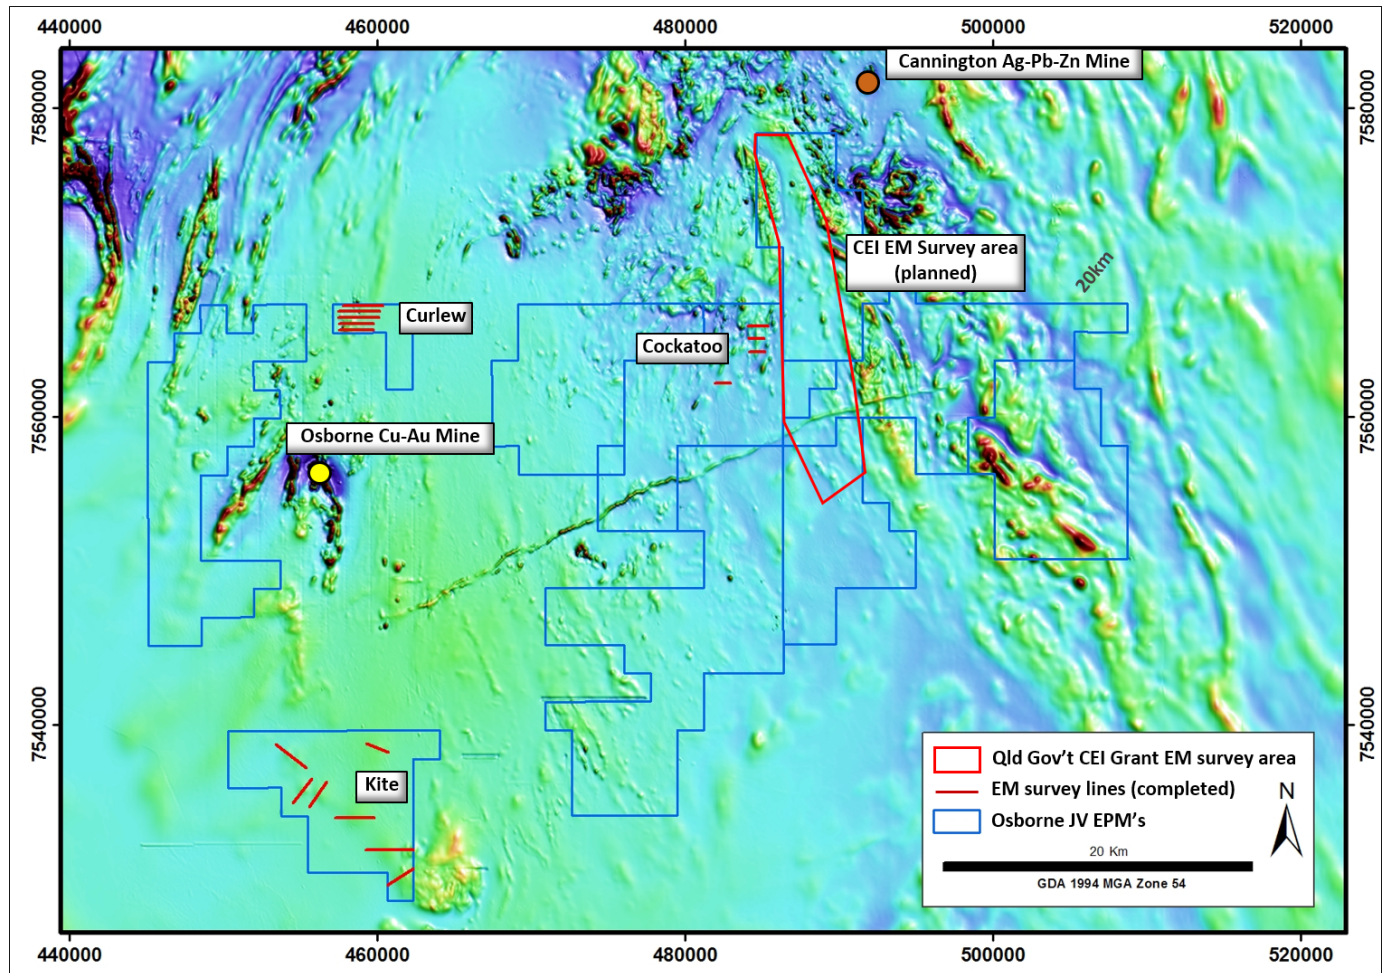 440000
460000
480000
500000
520000
Cannington Ag-Pb-Zn Mine
7580000
7580000
CEI EM Survey area
(planned)
20km
Curlew
Cockatoo
7560000
7560000
Osborne Cu-Au Mine
7540000
7540000
Kite
Qld Gov't CEI Grant EM survey area
EM survey lines (completed)
Osborne JV EPM's
N
20 Km
GDA 1994 MGA Zone 54
440000
460000
480000
500000
520000